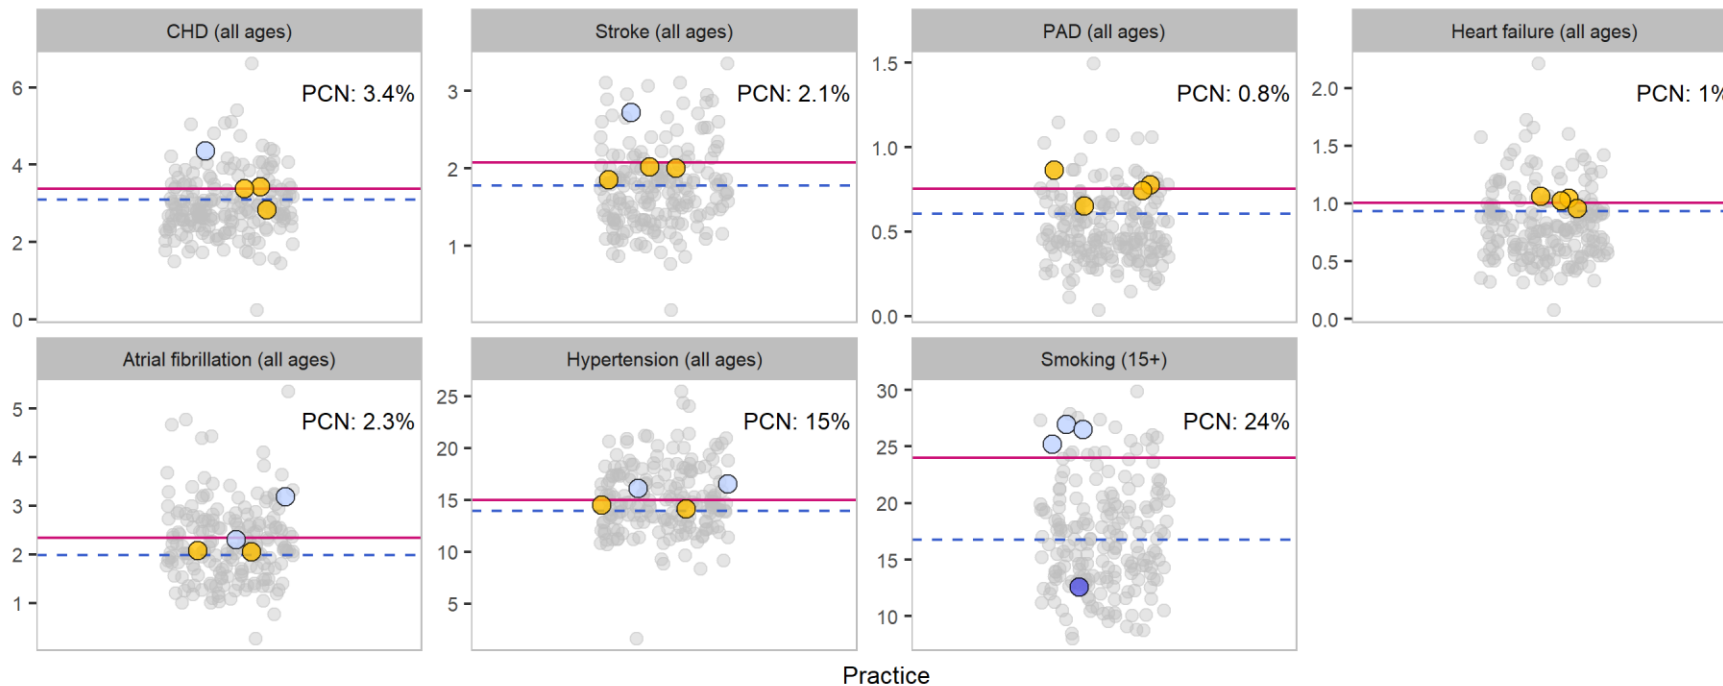 CHD (all ages)
6
4
2
0
PCN: 3.4%
Stroke (all ages)
3
2
1
PCN: 2.1%
PAD (all ages)
1.5
1.0
0.5
0.0
PCN: 0.8%
Heart failure (all ages)
2.0
1.5
1.0
0.5
0.0
PCN: 1%
Atrial fibrillation (all ages)
5
4
3
2
1
PCN: 2.3%
Hypertension (all ages)
25
20
15
10
5
PCN: 15%
Smoking (15+)
30
25
20
15
10
PCN: 24%
Practice